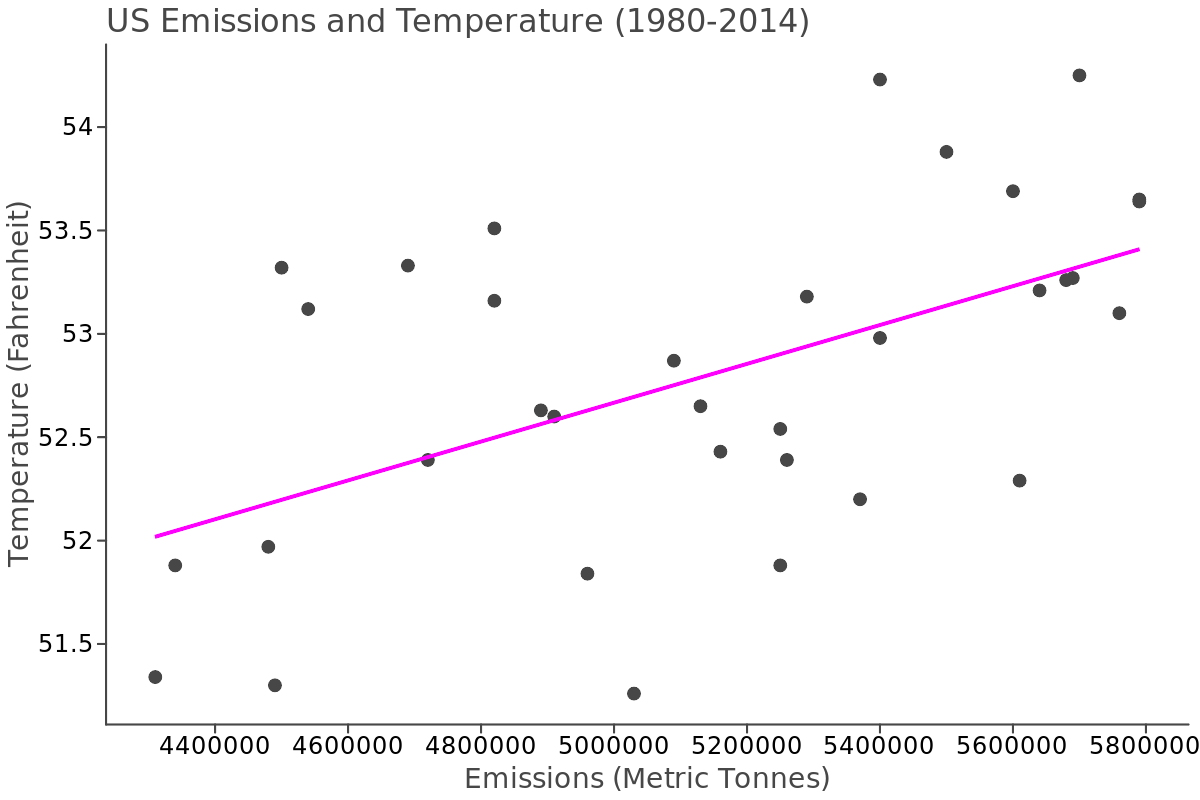 US Emissions and Temperature (1980-2014)
Temperature (Fahrenheit)
54
53.5
53
52.5
52
51.5
4400000 4600000 4800000 5000000 5200000 5400000 5600000 5800000
Emissions (Metric Tonnes)